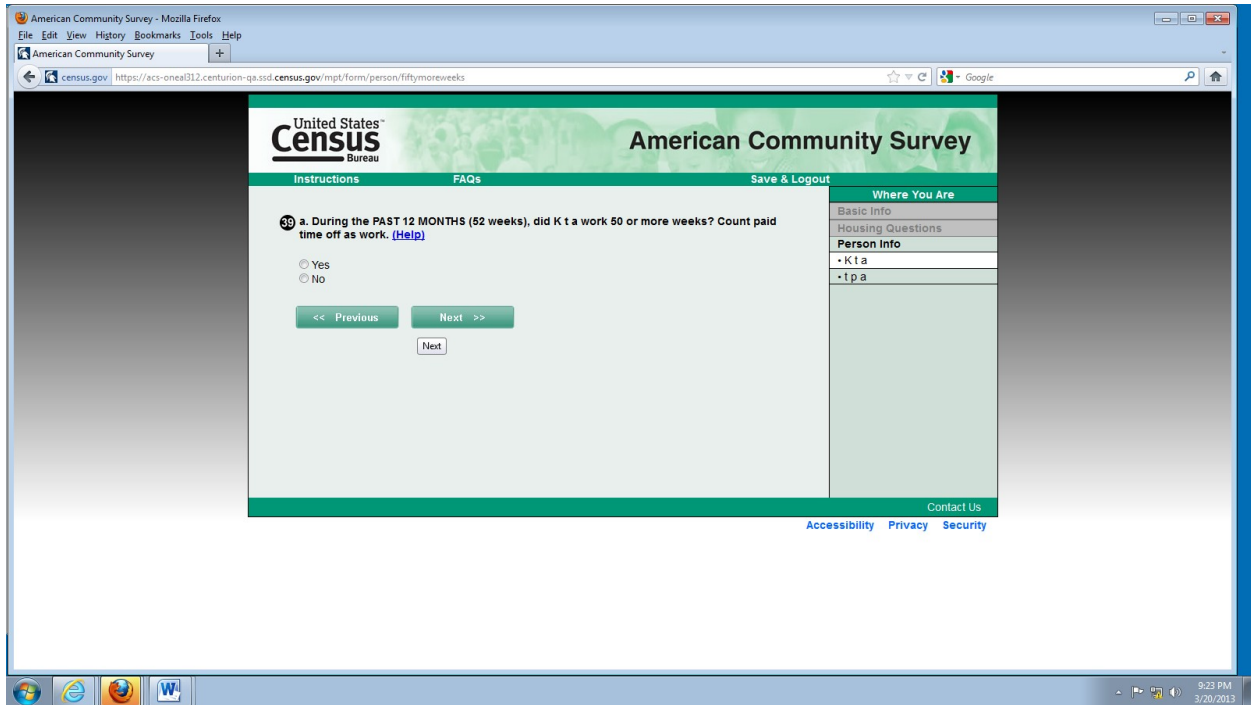 American Community Survey - Mozilla Firefox
File Edit View History Bookmarks Tools Help
American Community Survey +
census.gov https://acs-oneal312.centurion-qa.ssd.census.gov/mpt/form/person/fiftymoreweeks Google
United States™
Census
Bureau
American Community Survey
Instructions FAQs Save & Logout
Where You Are
Basic Info
Housing Questions
Person Info
• K t a
• t p a
39 a. During the PAST 12 MONTHS (52 weeks), did K t a work 50 or more weeks? Count paid
time off as work. (Help)
Yes
No
<< Previous Next >>
Next
Contact Us
Accessibility Privacy Security
9:23 PM
3/20/2013